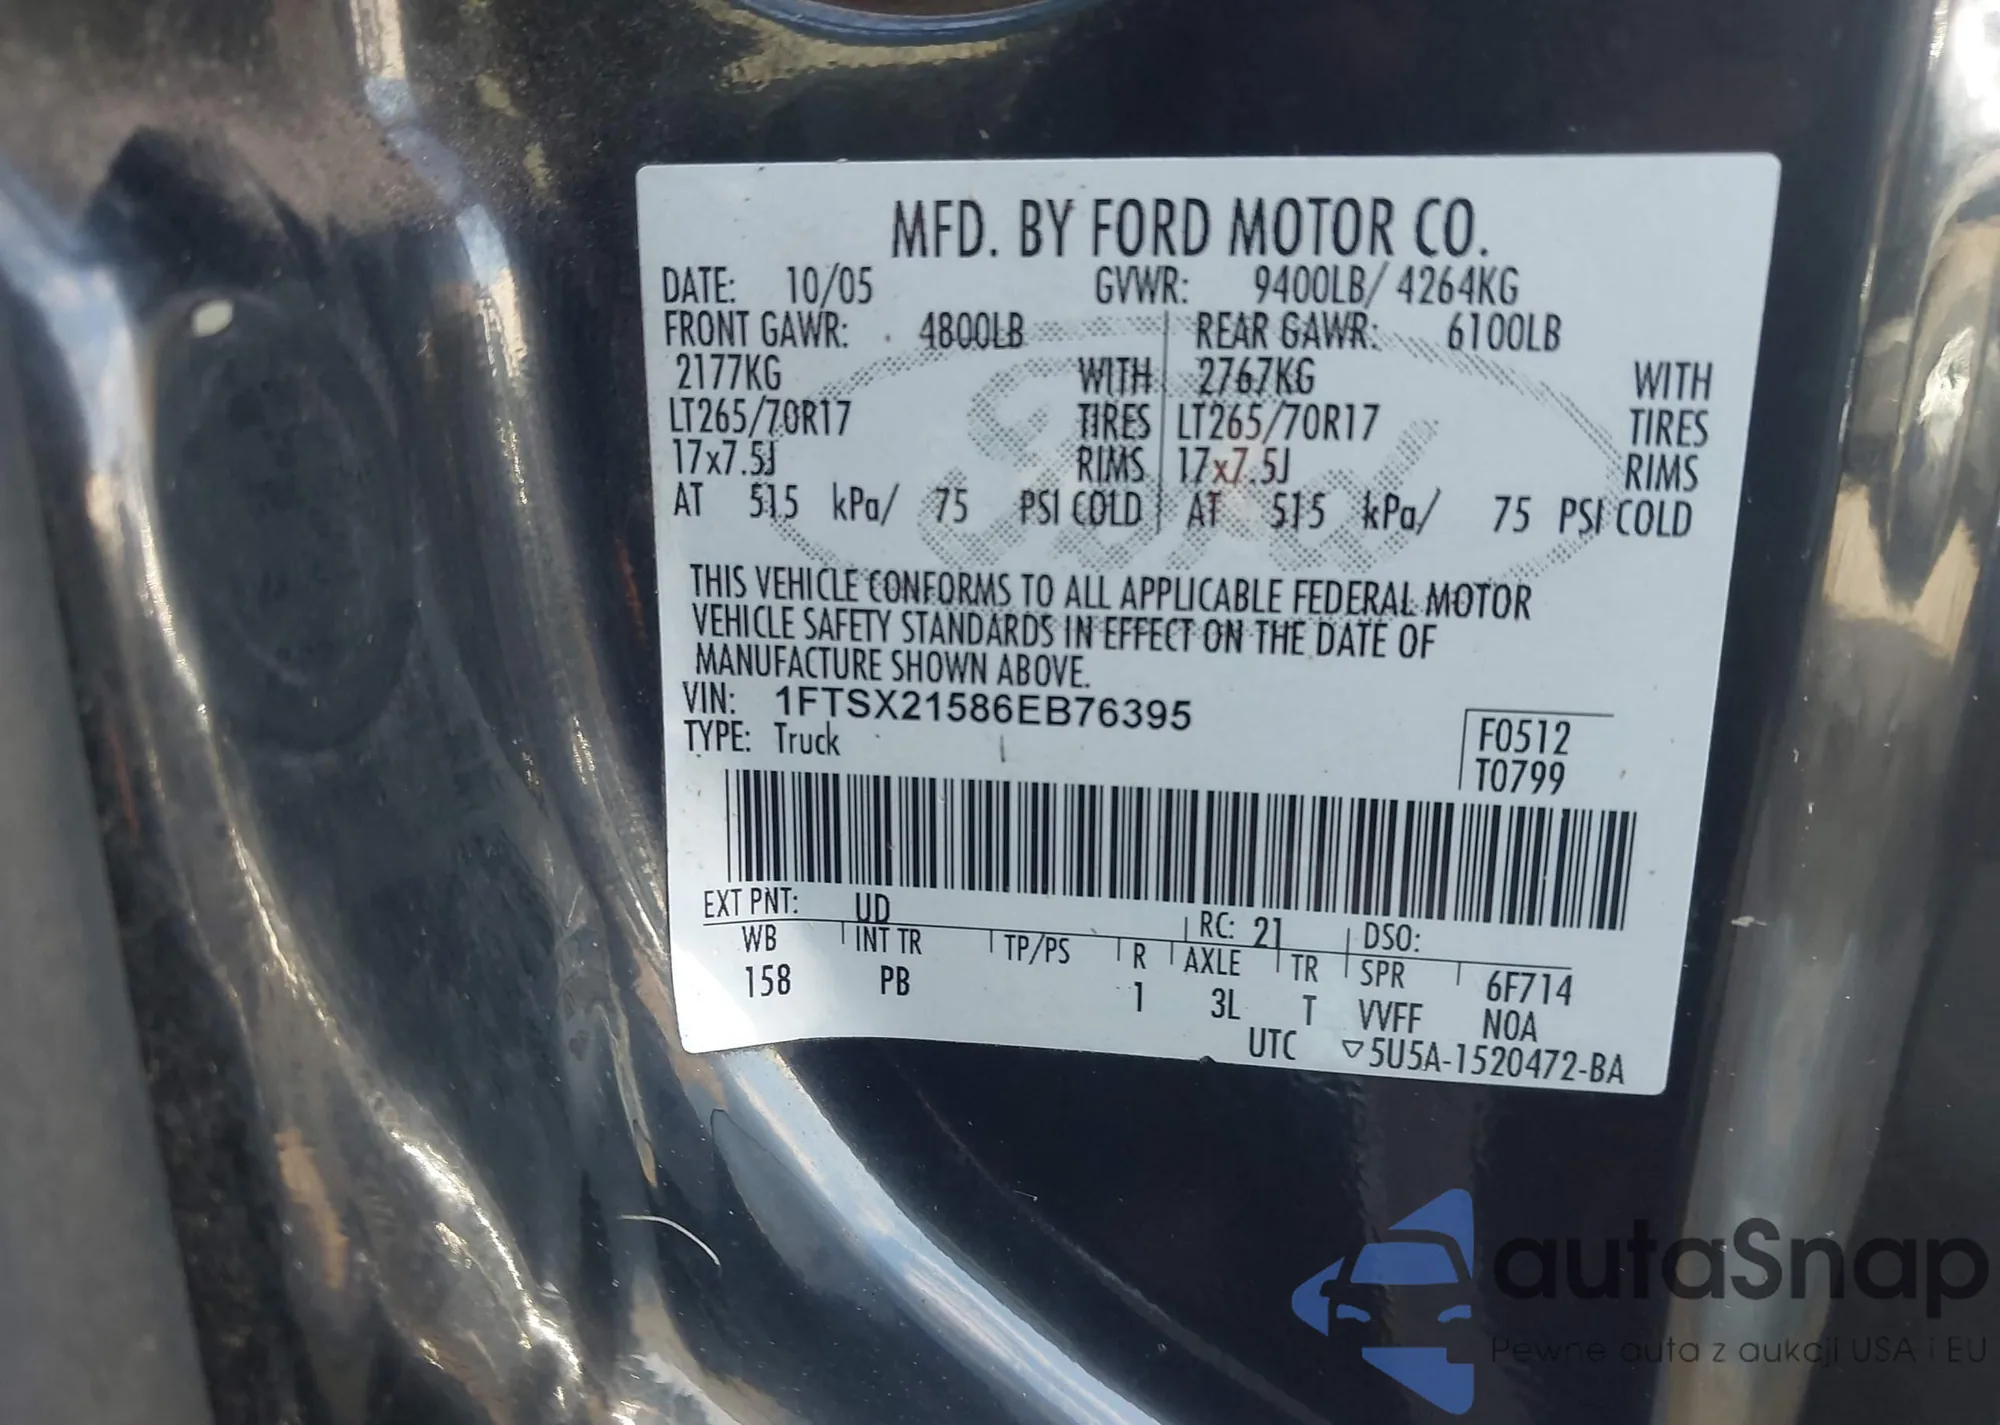 MFD. BY FORD MOTOR CO.
DATE: 10/05 GVWR: 9400LB/ 4264KG
FRONT GAWR: 4800LB REAR GAWR: 6100LB
2177KG WITH 2767KG WITH
LT265/70R17 TIRES LT265/70R17 TIRES
17x7.5J RIMS 17x7.5J RIMS
AT 515 kPa/ 75 PSI COLD AT 515 kPa/ 75 PSI COLD
Ford
THIS VEHICLE CONFORMS TO ALL APPLICABLE FEDERAL MOTOR
VEHICLE SAFETY STANDARDS IN EFFECT ON THE DATE OF
MANUFACTURE SHOWN ABOVE.
VIN: 1FTSX21586EB76395
TYPE: Truck
F0512
T0799
EXT PNT: UD RC: 21 DSO:
WB INT TR TP/PS R AXLE TR SPR 6F714
158 PB 1 3L T VVFF N0A
UTC ▽5U5A-1520472-BA
autaSnap
Pewne auta z aukcji USA i EU